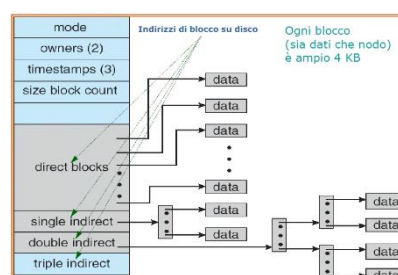 mode
owners (2)
timestamps (3)
size block count
direct blocks
single indirect
double indirect
triple indirect
Indirizzi di blocco su disco
Ogni blocco
(sia dati che nodo)
è ampio 4 KB
data
data
data
data
data
data
data
data
data
data